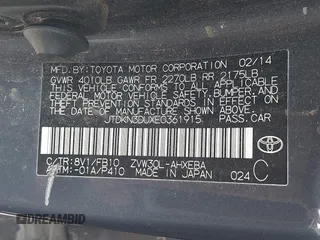 MFD.BY:TOYOTA MOTOR CORPORATION 02/14
GVWR 4010LB GAWR FR 2270LB RR 2175LB
THIS VEHICLE CONFORMS TO ALL APPLICABLE
FEDERAL MOTOR VEHICLE SAFETY, BUMPER, AND
THEFT PREVENTION STANDARDS IN EFFECT ON
THE DATE OF MANUFACTURE SHOWN ABOVE.
JTDKN3DUXE0361915 PASS.CAR
C/TR:8V1/FB10 ZVW30L-AHXEBA C
A/TM:-01A/P410 MADE IN JAPAN 024
TOYOTA